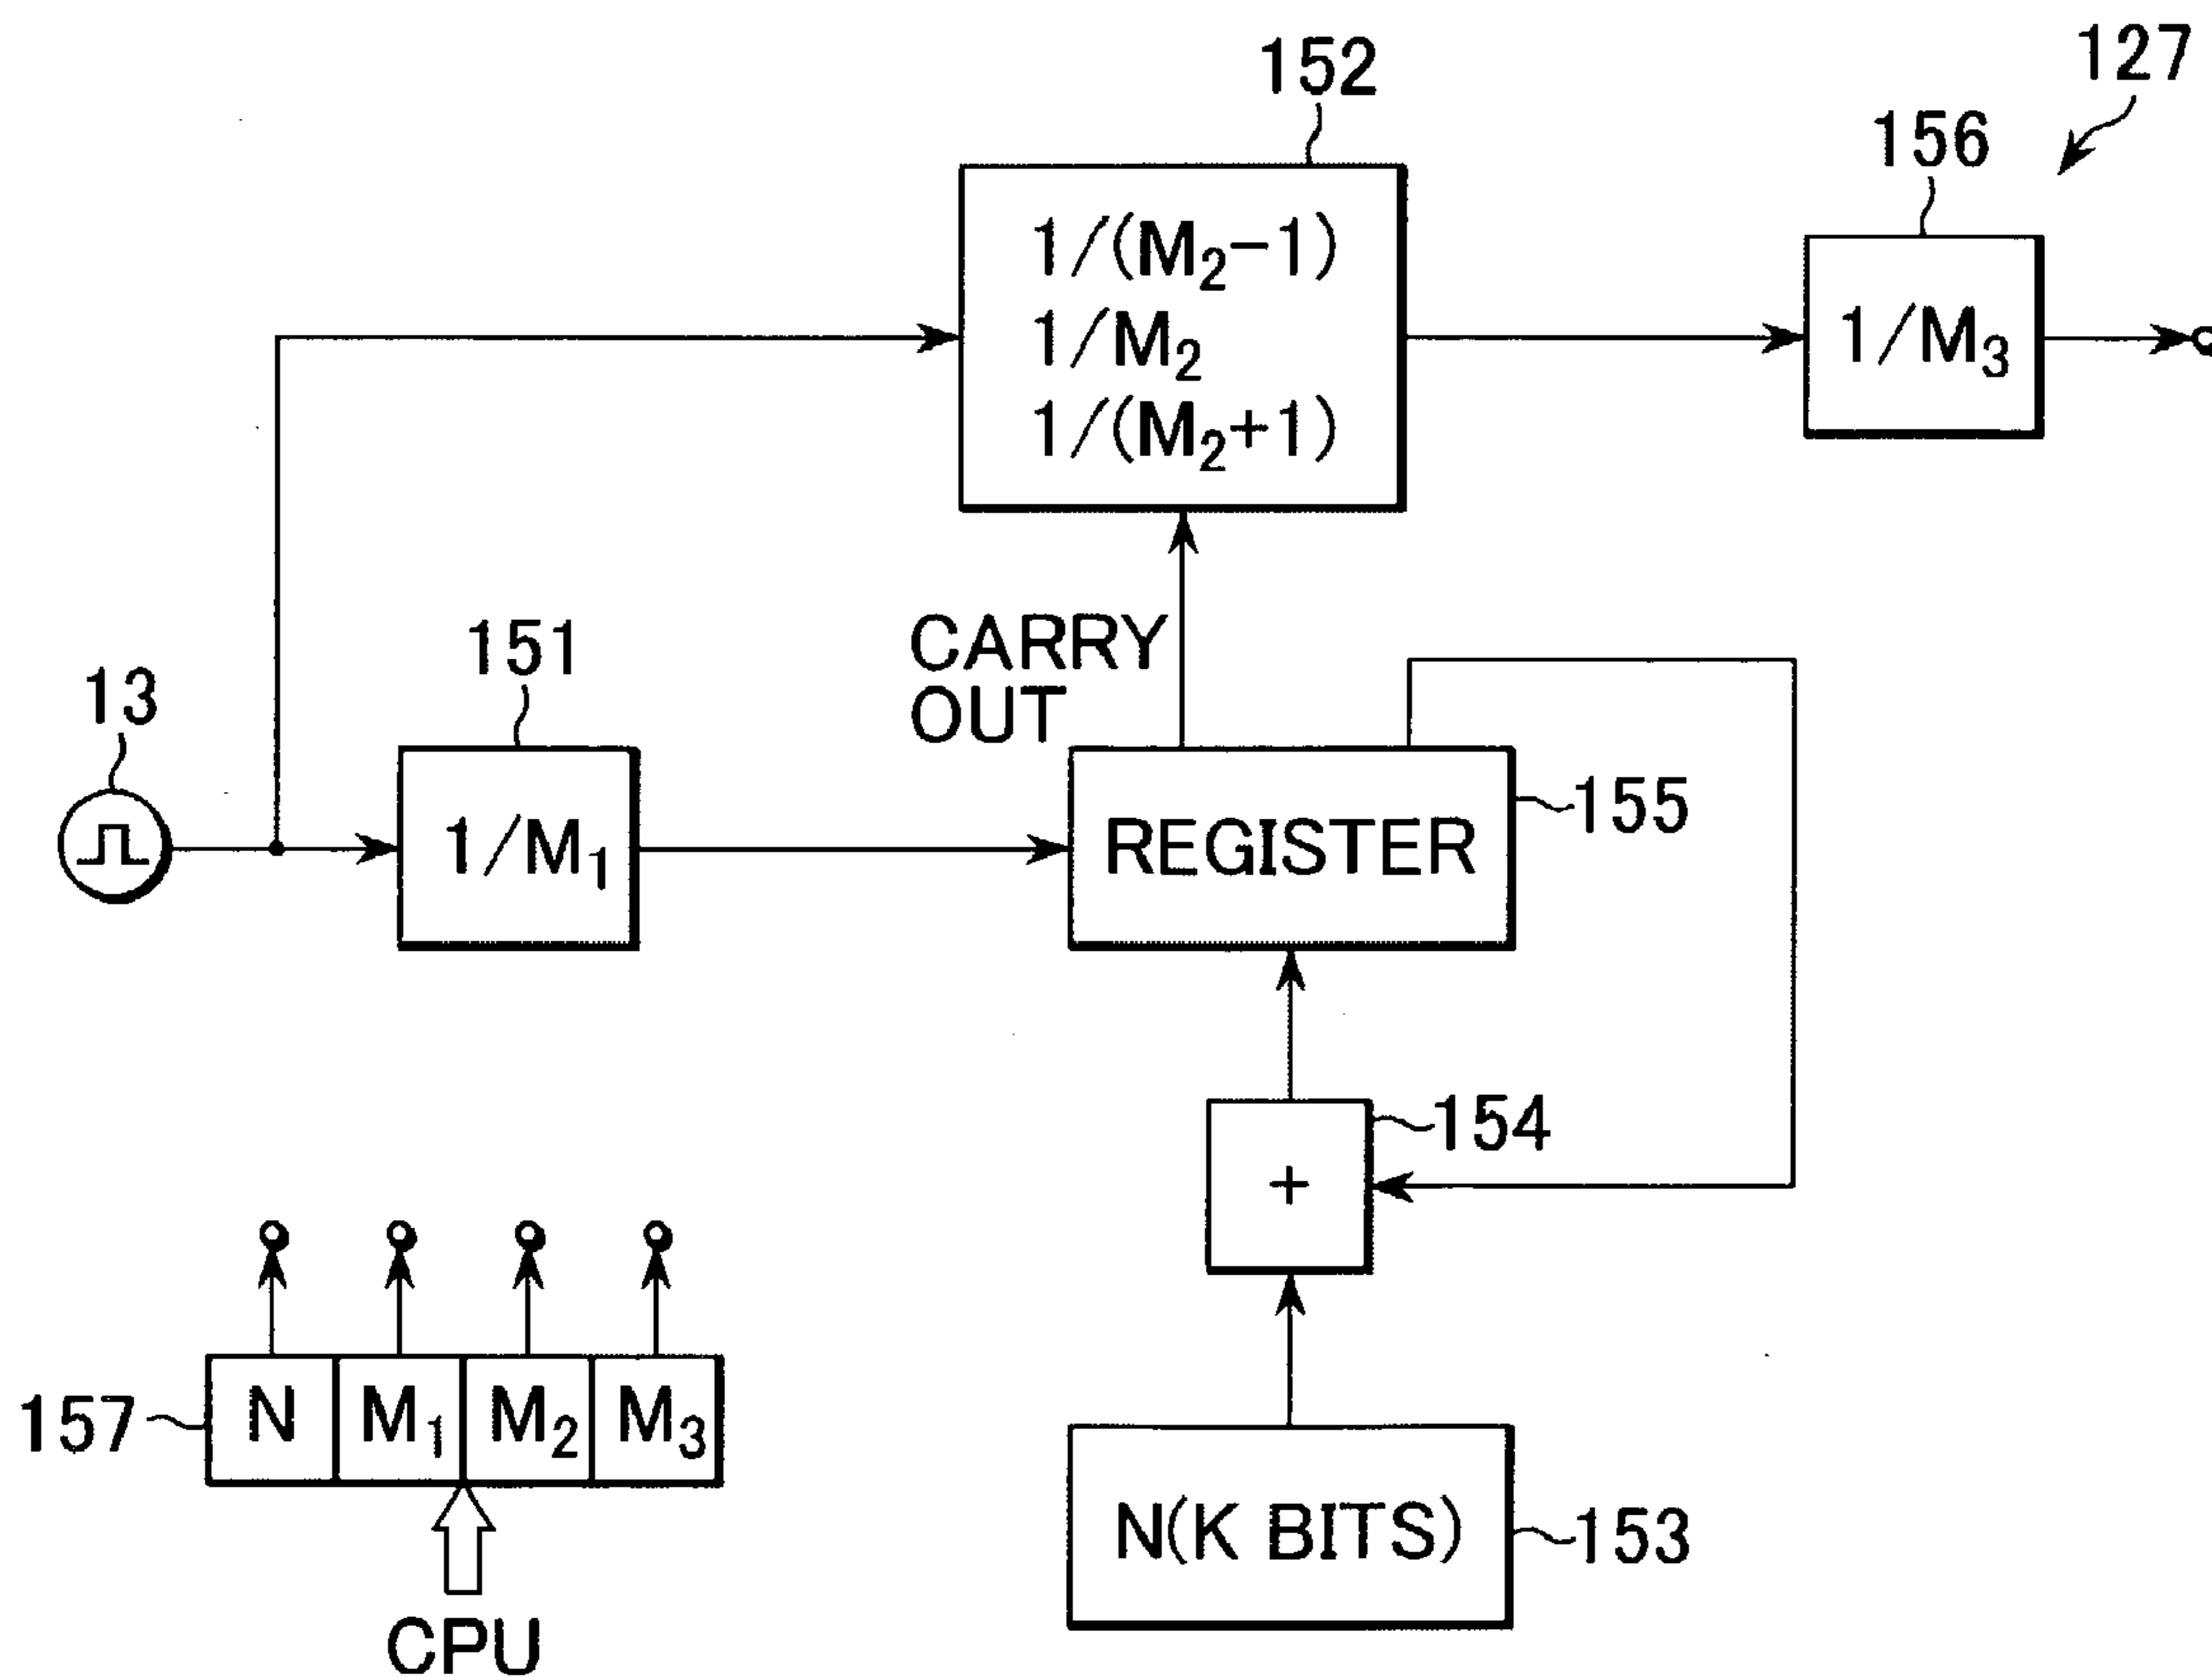 152
127
156
1/(M₂-1)
1/M₂
1/(M₂+1)
1/M₃
CARRY
OUT
151
13
1/M₁
REGISTER
155
154
+
157
N M₁ M₂ M₃
N(K BITS)
153
CPU